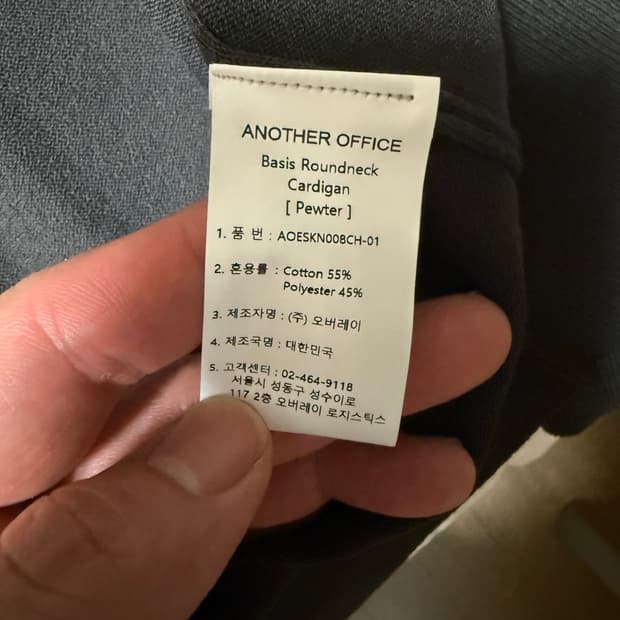 ANOTHER OFFICE
Basis Roundneck
Cardigan
[ Pewter ]
1. 품 번 : AOESKN008CH-01
2. 혼용률 : Cotton 55%
Polyester 45%
3. 제조자명 : (주) 오버레이
4. 제조국명 : 대한민국
5. 고객센터 : 02-464-9118
서울시 성동구 성수이로
117 2층 오버레이 로지스틱스